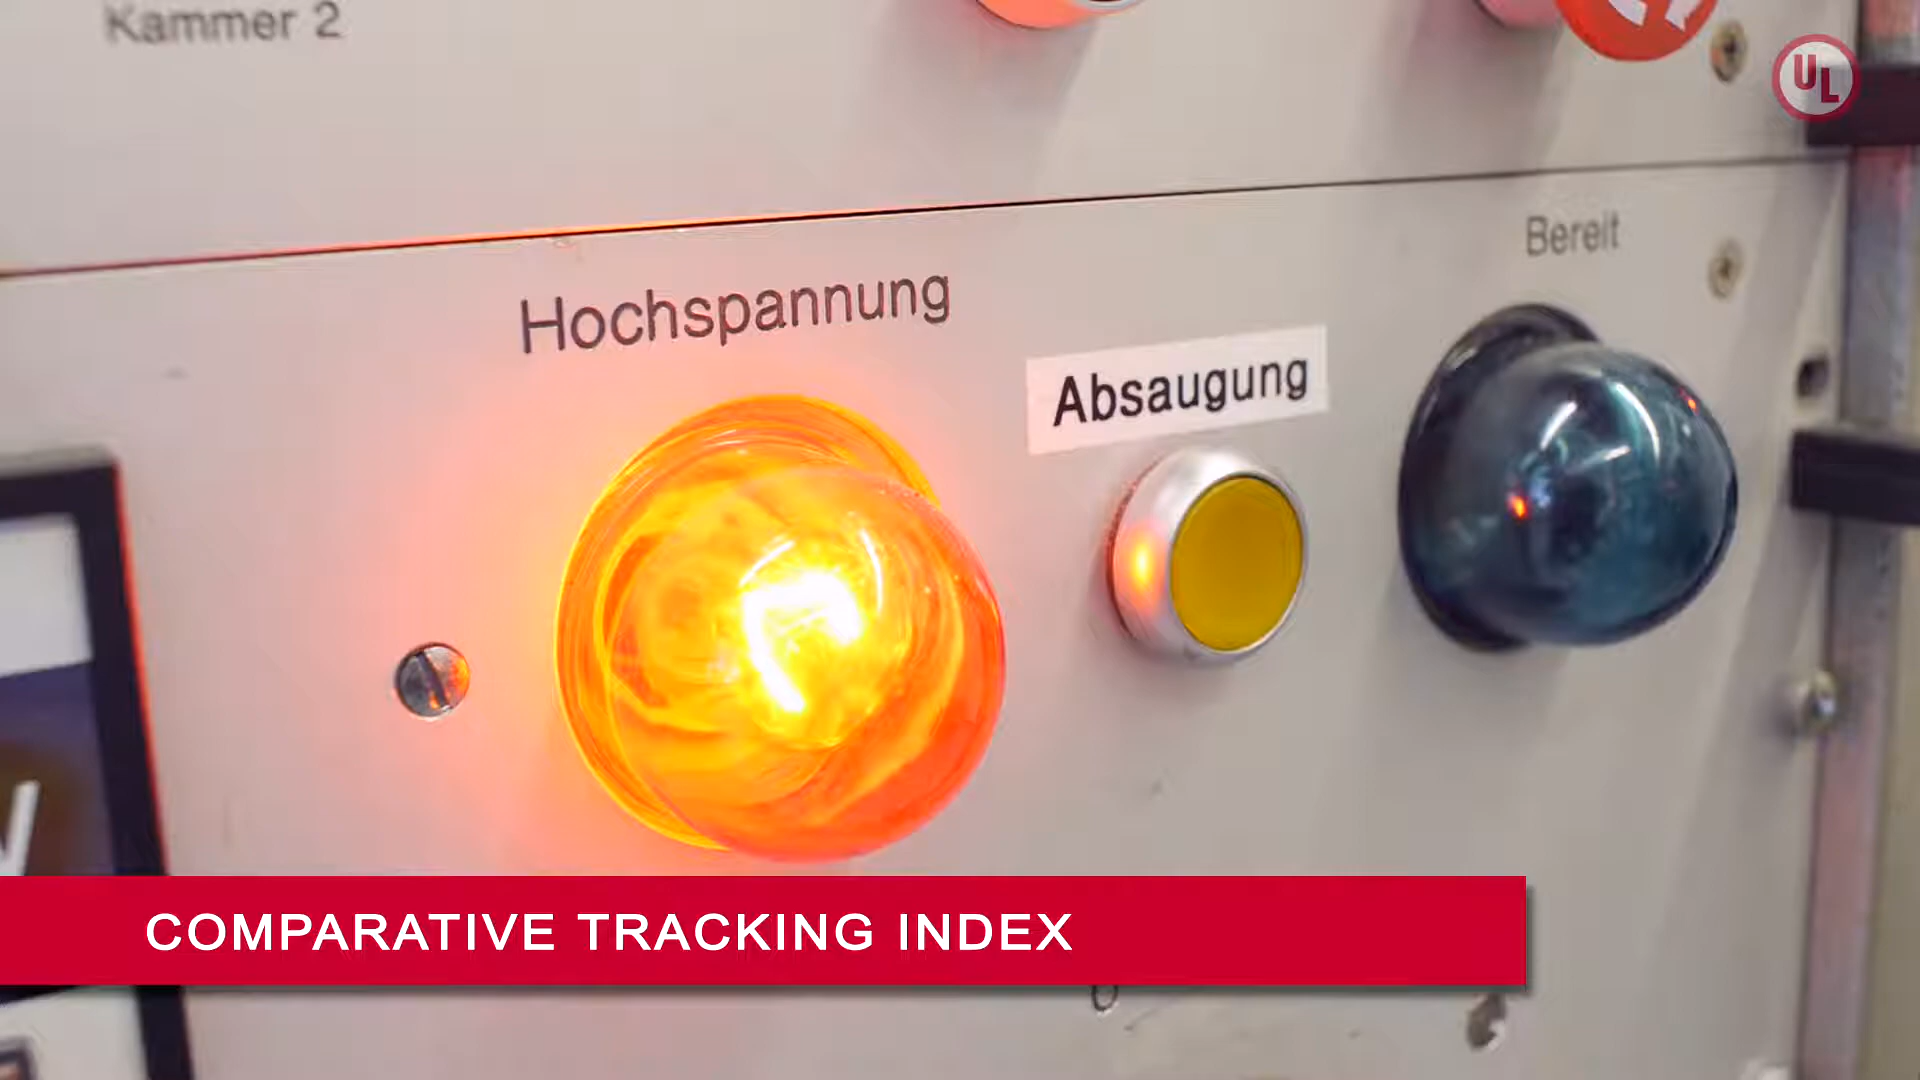 Kammer 2
UL
Bereit
Hochspannung
Absaugung
COMPARATIVE TRACKING INDEX